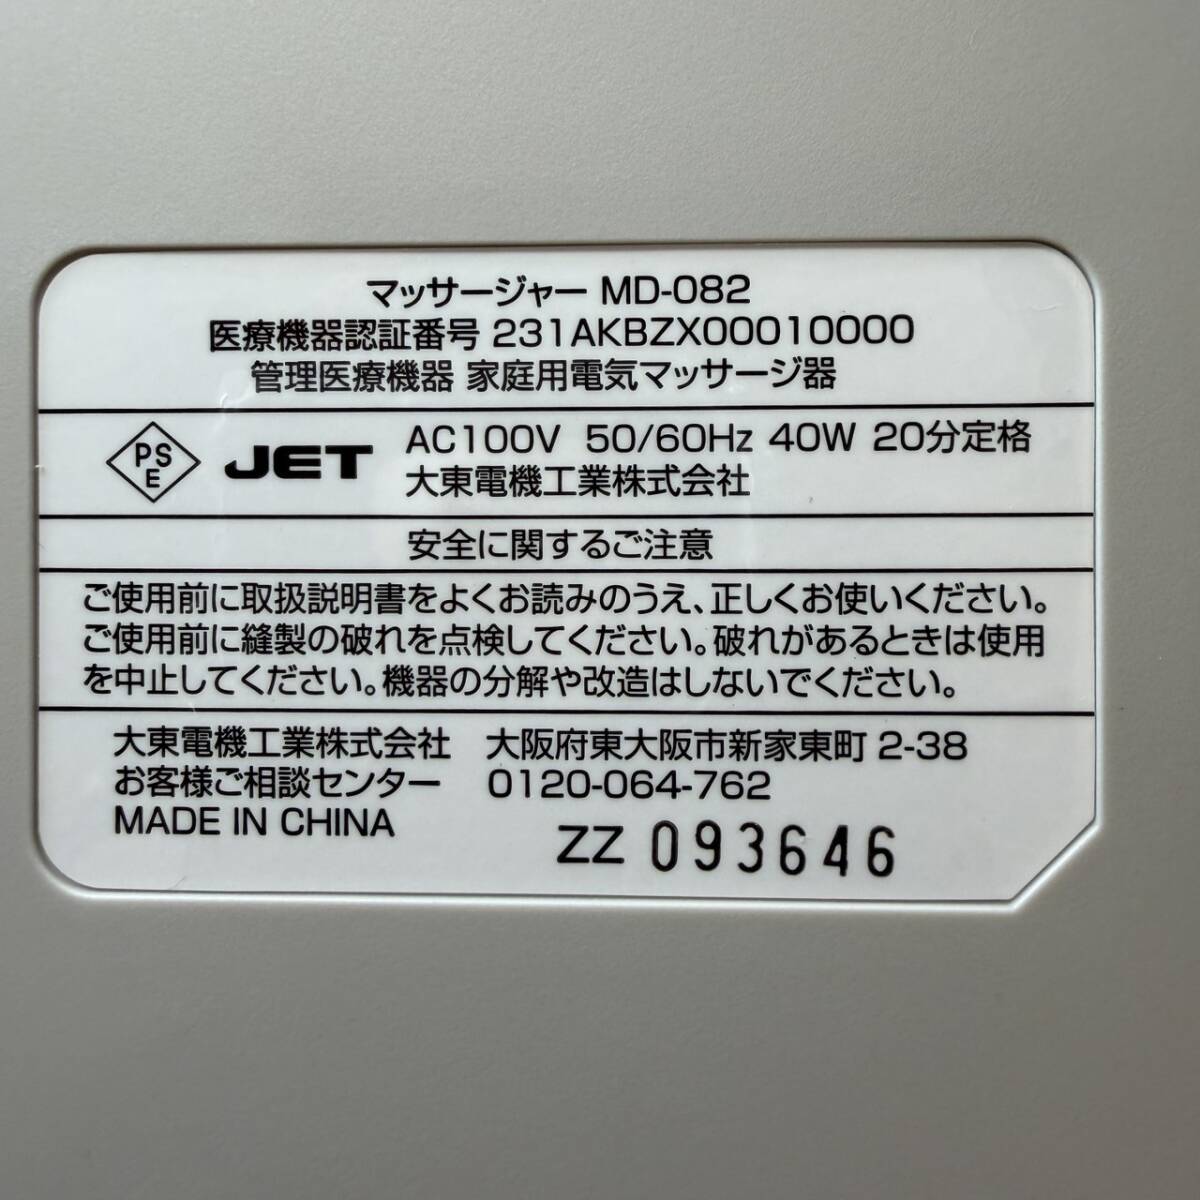 マッサージャー MD-082
医療機器認証番号 231AKBZX00010000
管理医療機器 家庭用電気マッサージ器
PS
E
JET
AC100V 50/60Hz 40W 20分定格
大東電機工業株式会社
安全に関するご注意
ご使用前に取扱説明書をよくお読みのうえ、正しくお使いください。
ご使用前に縫製の破れを点検してください。破れがあるときは使用
を中止してください。機器の分解や改造はしないでください。
大東電機工業株式会社 大阪府東大阪市新家東町 2-38
お客様ご相談センター 0120-064-762
MADE IN CHINA
ZZ 093646